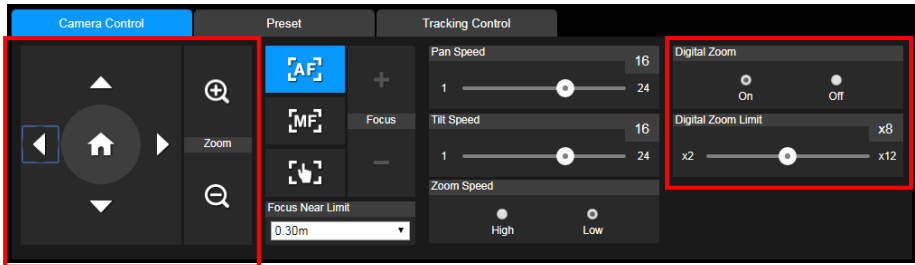 Camera Control
Preset
Tracking Control
Zoom
AF
MF
Focus
Focus Near Limit
0.30m
Pan Speed
16
1
24
Tilt Speed
16
1
24
Zoom Speed
High
Low
Digital Zoom
On
Off
Digital Zoom Limit
x8
x2
x12